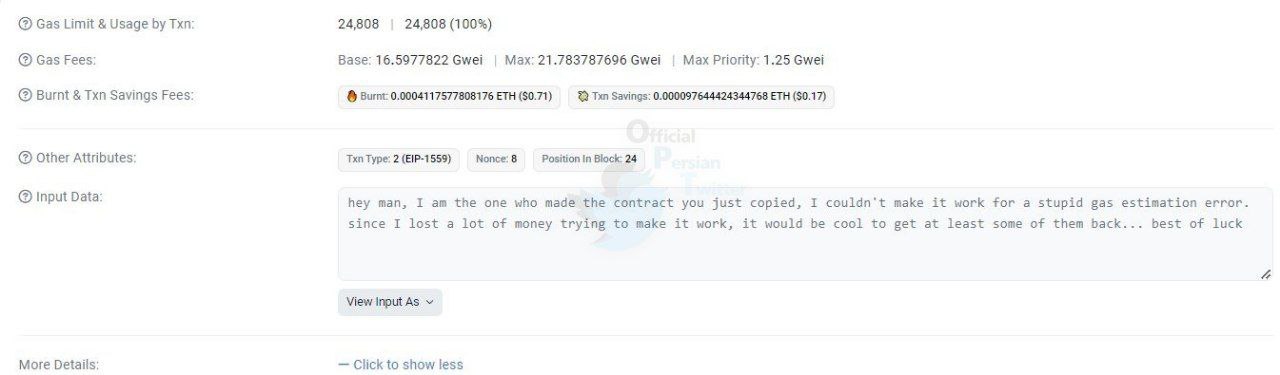 Gas Limit & Usage by Txn: 24,808 | 24,808 (100%)
Gas Fees: Base: 16.5977822 Gwei | Max: 21.783787696 Gwei | Max Priority: 1.25 Gwei
Burnt & Txn Savings Fees: Burnt: 0.0004117577808176 ETH ($0.71) Txn Savings: 0.000097644424344768 ETH ($0.17)
Official
Persian
Twitter
Other Attributes: Txn Type: 2 (EIP-1559) Nonce: 8 Position In Block: 24
Input Data:
hey man, I am the one who made the contract you just copied, I couldn't make it work for a stupid gas estimation error.
since I lost a lot of money trying to make it work, it would be cool to get at least some of them back... best of luck
View Input As
More Details: — Click to show less